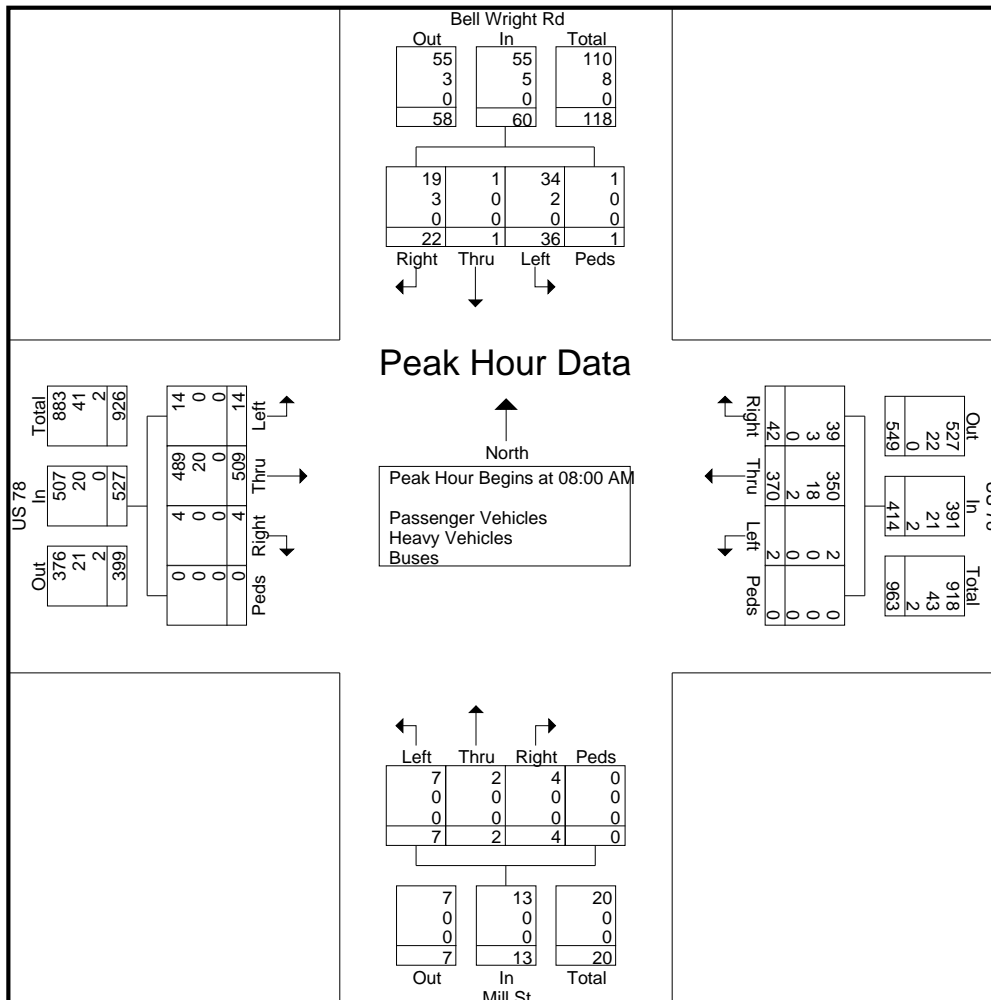 Bell Wright Rd
Out In Total
55 55 110
3 5 8
0 0 0
58 60 118
19 1 34 1
3 0 2 0
0 0 0 0
22 1 36 1
Right Thru Left Peds
Peak Hour Data
North
Peak Hour Begins at 08:00 AM
Passenger Vehicles
Heavy Vehicles
Buses
US 78
Out In Total
376 507 883
21 20 41
2 0 2
399 527 926
0 4 489 14
0 0 20 0
0 0 0 0
0 4 509 14
Peds Right Thru Left
Out In Total
527 391 918
22 21 43
0 2 2
549 414 963
39 350 2 0
3 18 0 0
0 2 0 0
42 370 2 0
Right Thru Left Peds
Left Thru Right Peds
7 2 4 0
0 0 0 0
0 0 0 0
7 2 4 0
7 13 20
0 0 0
0 0 0
7 13 20
Out In Total
Mill St